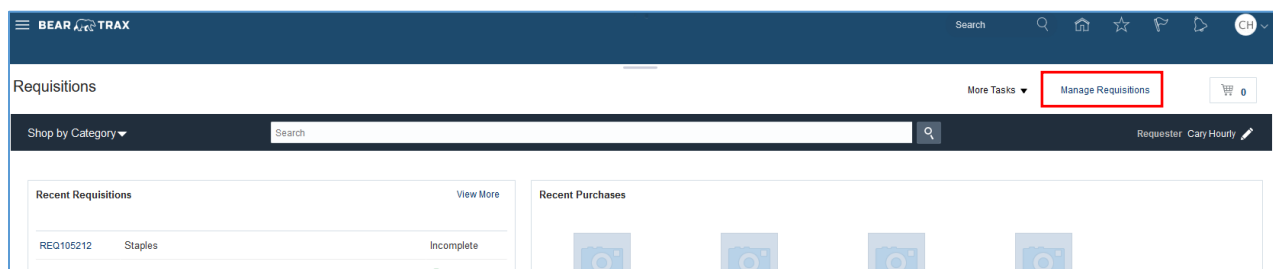 BEAR TRAX Search CH
Requisitions More Tasks Manage Requisitions 0
Shop by Category Search Requester Cary Hourly
Recent Requisitions View More
Recent Purchases
REQ105212 Staples Incomplete